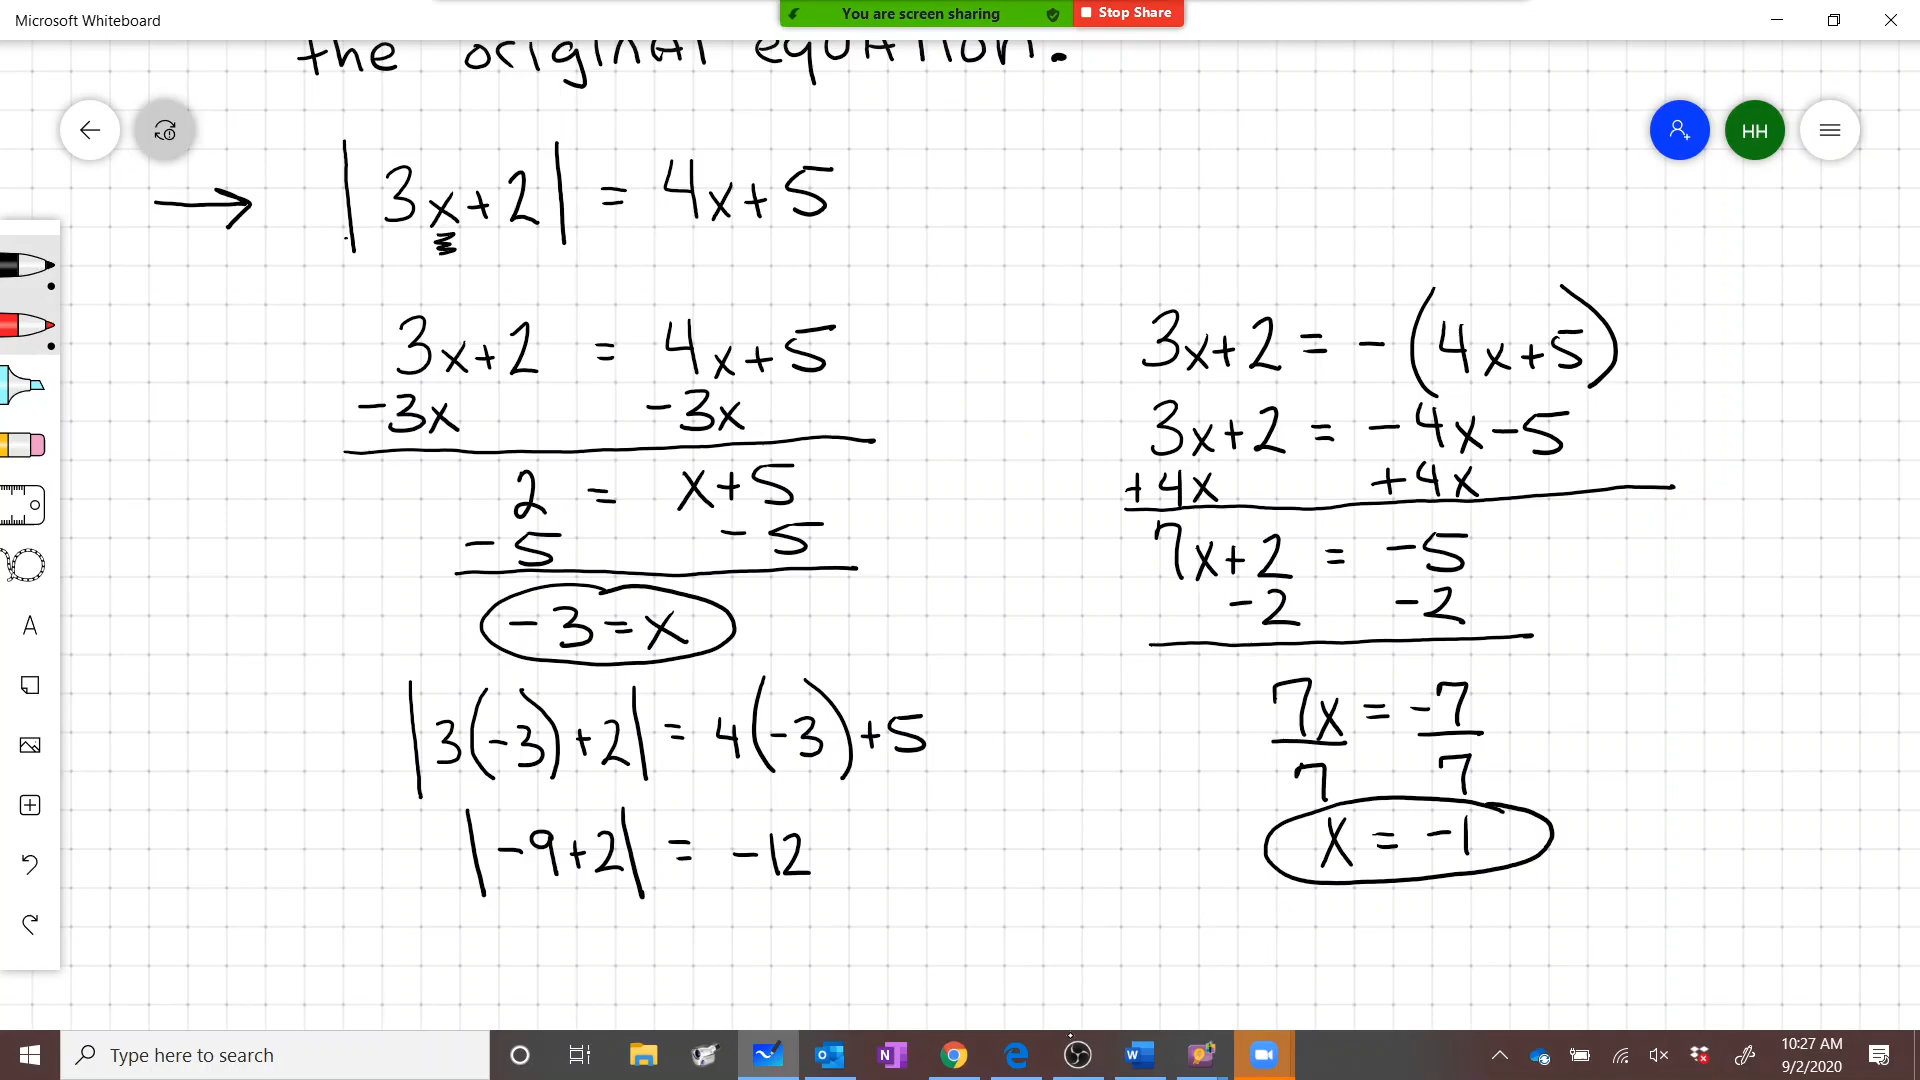 Microsoft Whiteboard
You are screen sharing
Stop Share
the original equation.
HH
→ |3x+2| = 4x+5
3x+2 = 4x+5
-3x -3x
2 = x+5
-5 -5
-3 = x
|3(-3)+2| = 4(-3)+5
|-9+2| = -12
3x+2 = -(4x+5)
3x+2 = -4x-5
+4x +4x
7x+2 = -5
-2 -2
7x = -7
7 7
x = -1
A
Type here to search
10:27 AM
9/2/2020